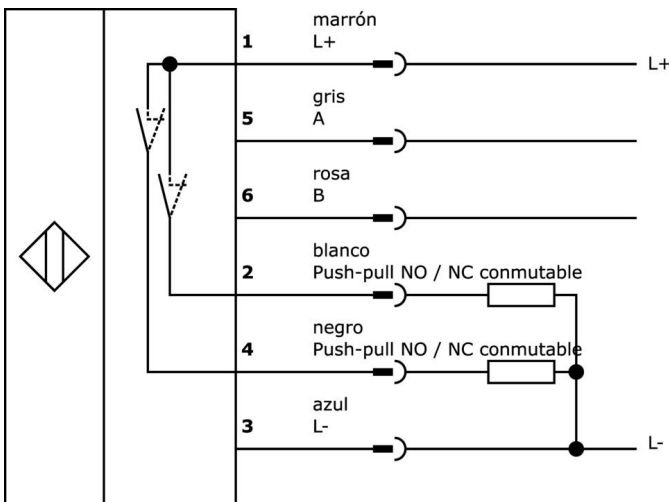 marrón
1 L+
L+
gris
5 A
rosa
6 B
blanco
2 Push-pull NO / NC conmutable
negro
4 Push-pull NO / NC conmutable
azul
3 L-
L-